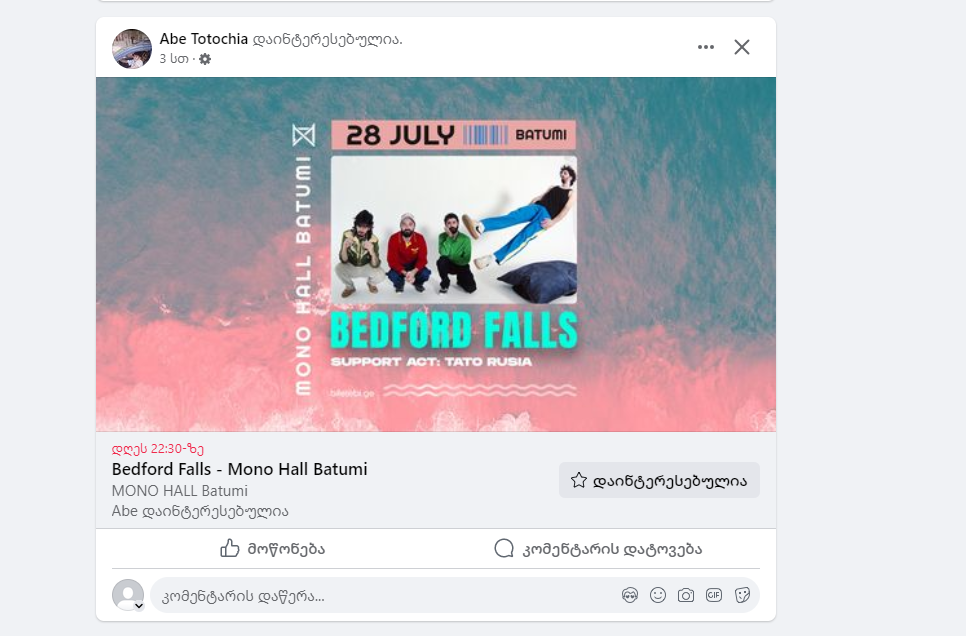 Abe Totochia დაინტერესებულია.
3 სთ ·
28 JULY BATUMI
MONO HALL BATUMI
BEDFORD FALLS
SUPPORT ACT: TATO RUSIA
biletebi.ge
დღეს 22:30-ზე
Bedford Falls - Mono Hall Batumi
MONO HALL Batumi
Abe დაინტერესებულია
დაინტერესებულია
მოწონება
კომენტარის დატოვება
კომენტარის დაწერა...
GIF